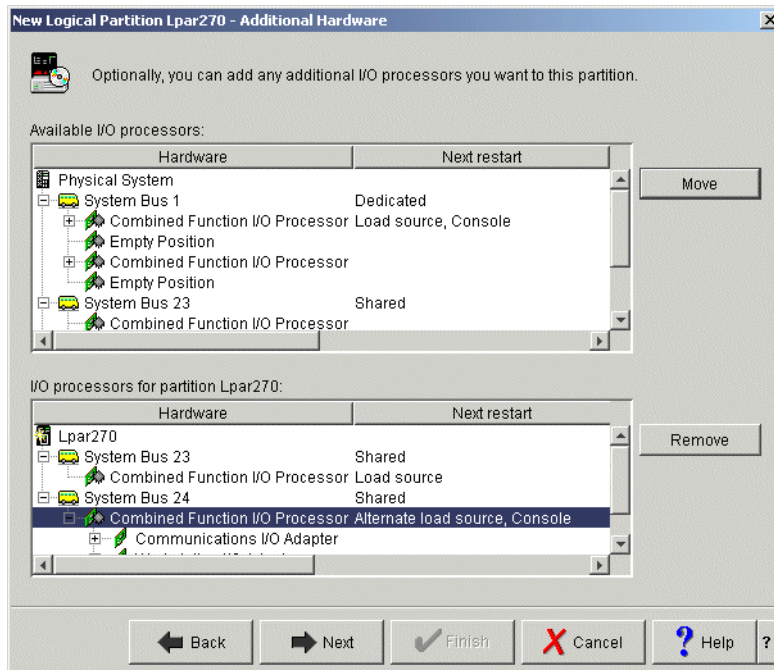 New Logical Partition Lpar270 - Additional Hardware
Optionally, you can add any additional I/O processors you want to this partition.
Available I/O processors:
Hardware Next restart
Move
Physical System
System Bus 1 Dedicated
Combined Function I/O Processor Load source, Console
Empty Position
Combined Function I/O Processor
Empty Position
System Bus 23 Shared
Combined Function I/O Processor
I/O processors for partition Lpar270:
Hardware Next restart
Remove
Lpar270
System Bus 23 Shared
Combined Function I/O Processor Load source
System Bus 24 Shared
Combined Function I/O Processor Alternate load source, Console
Communications I/O Adapter
Back Next Finish Cancel ? Help ?